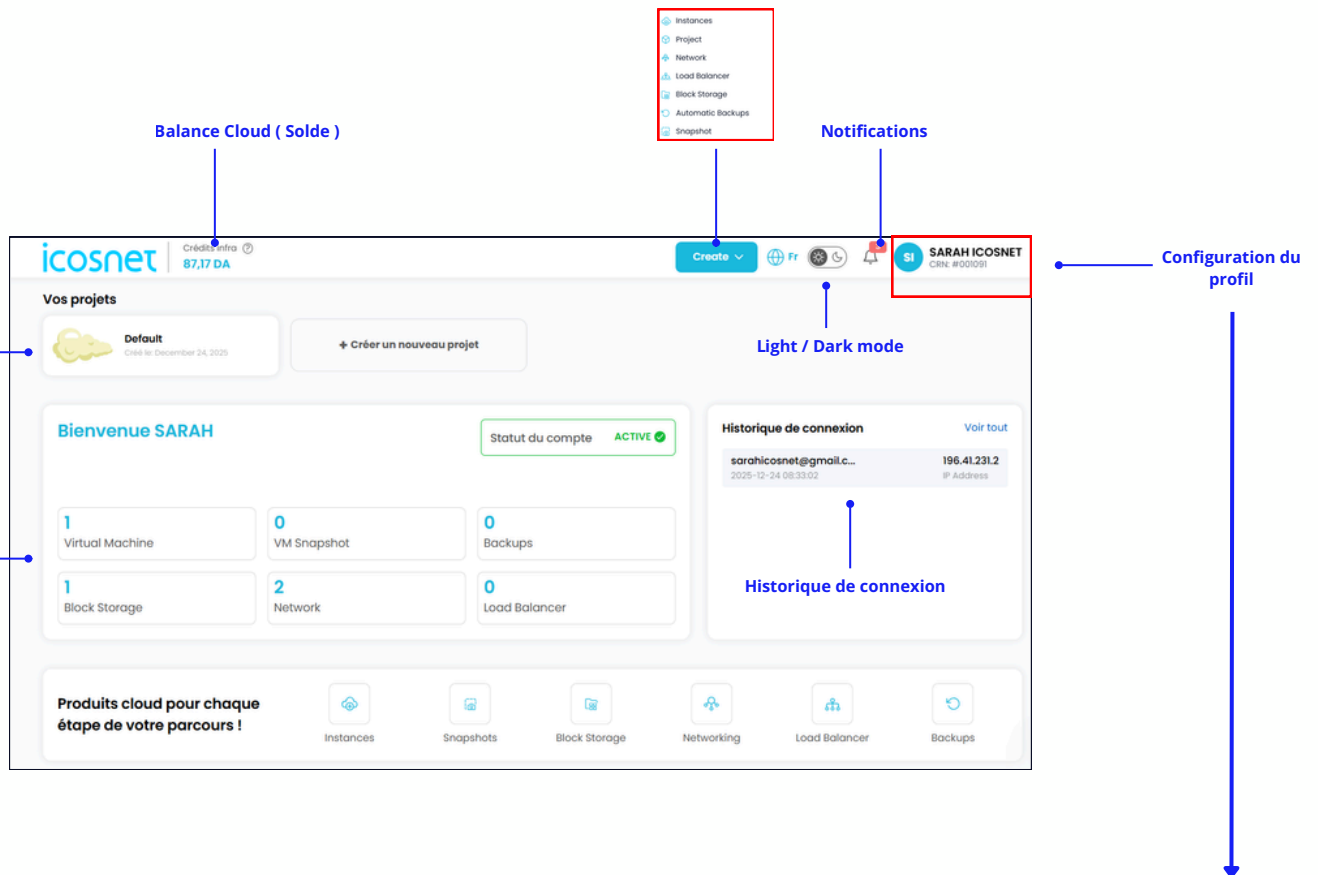 Instances
Project
Network
Load Balancer
Block Storage
Automatic Backups
Snapshot
Balance Cloud ( Solde )
Notifications
icosnet
Crédits infra
87,17 DA
Create
Fr
SI
SARAH ICOSNET
CRN: #001091
Configuration du
profil
Vos projets
Default
Créé le: December 24, 2025
+ Créer un nouveau projet
Light / Dark mode
Bienvenue SARAH
Statut du compte ACTIVE
Historique de connexion
Voir tout
sarahicosnet@gmail.c...
196.41.231.2
2025-12-24 08:33:02
IP Address
1
Virtual Machine
0
VM Snapshot
0
Backups
1
Block Storage
2
Network
0
Load Balancer
Historique de connexion
Produits cloud pour chaque
étape de votre parcours !
Instances
Snapshots
Block Storage
Networking
Load Balancer
Backups